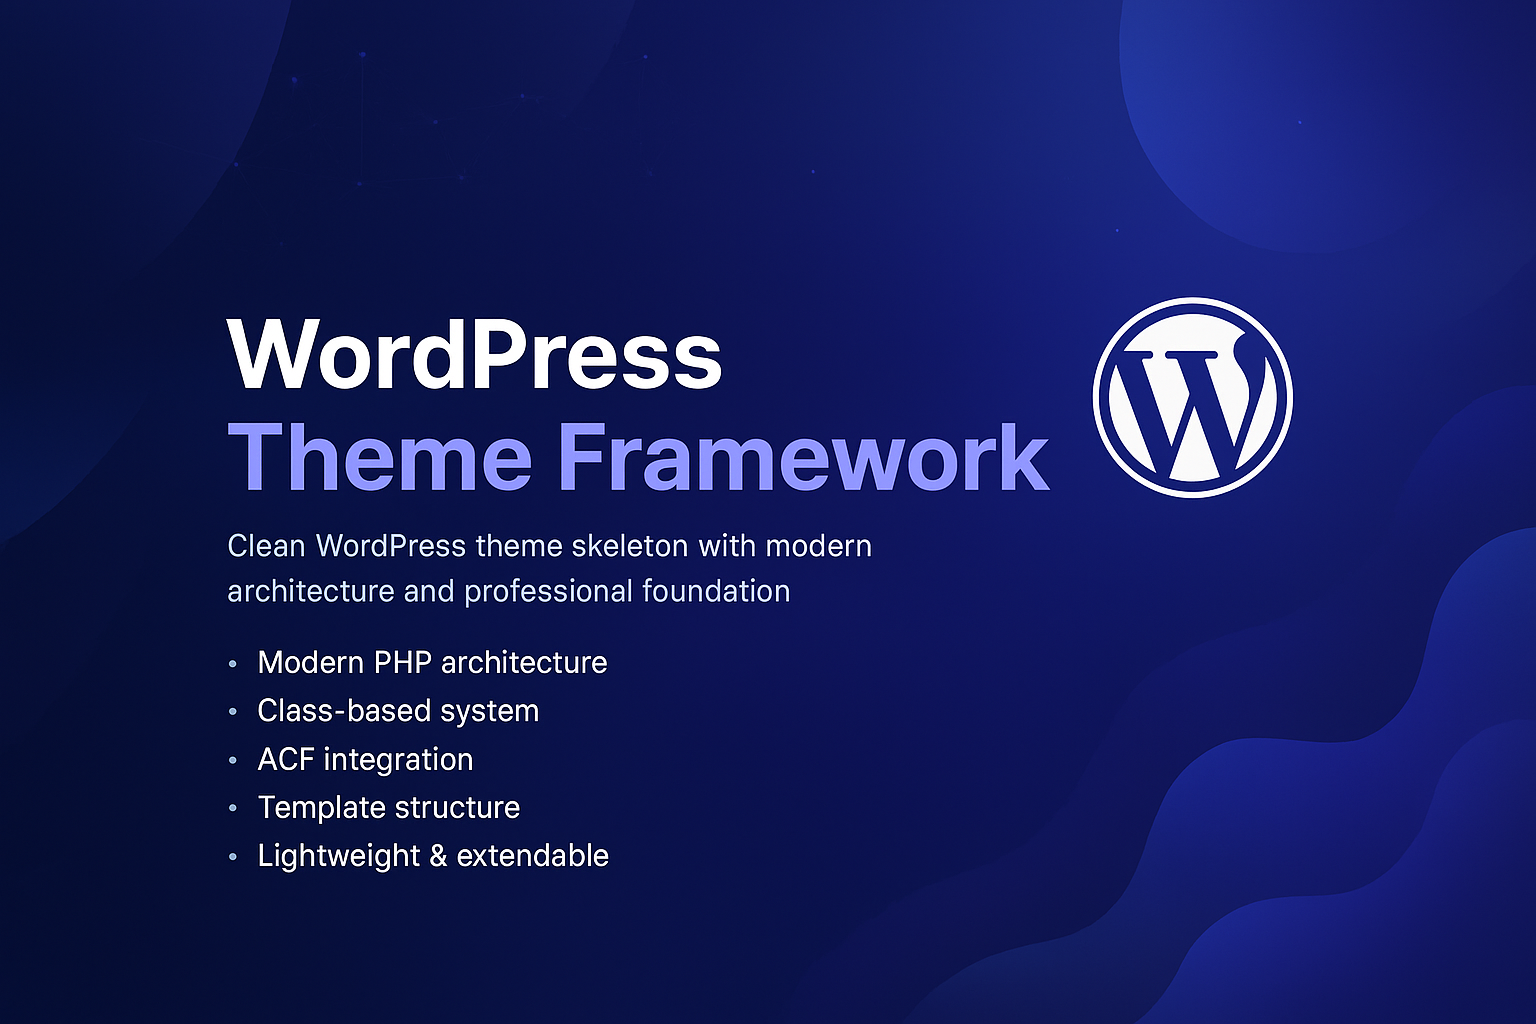 WordPress
Theme Framework
Clean WordPress theme skeleton with modern
architecture and professional foundation
• Modern PHP architecture
• Class-based system
• ACF integration
• Template structure
• Lightweight & extendable